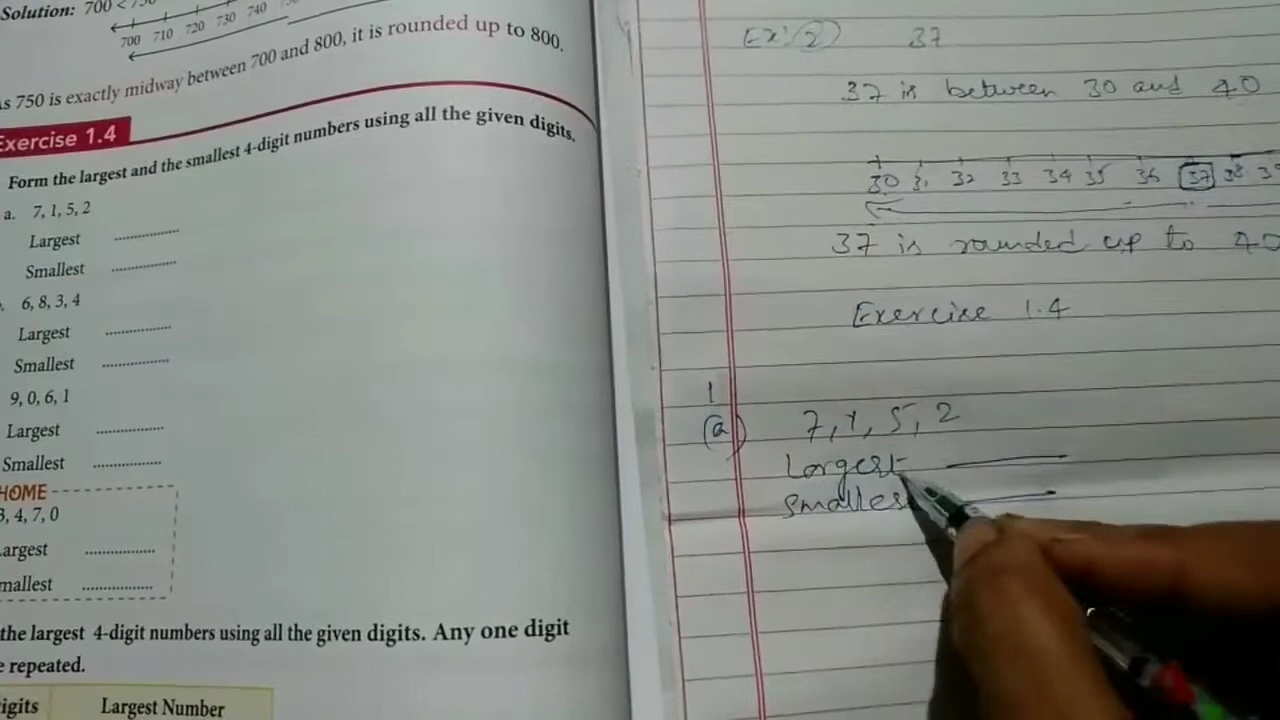 Solution: 700 <
700 710 720 730 740
750 is exactly midway between 700 and 800, it is rounded up to 800.
Exercise 1.4
Form the largest and the smallest 4-digit numbers using all the given digits.
a. 7, 1, 5, 2
Largest ..................
Smallest ..................
6, 8, 3, 4
Largest ..................
Smallest ..................
9, 0, 6, 1
Largest ..................
Smallest ..................
HOME
3, 4, 7, 0
argest ..................
mallest ..................
the largest 4-digit numbers using all the given digits. Any one digit
repeated.
igits Largest Number
Ex: (2) 37
37 is between 30 and 40
30 31 32 33 34 35 36 37 38
37 is rounded up to 40
Exercise 1.4
1
(a) 7, 1, 5, 2
Largest
Smallest